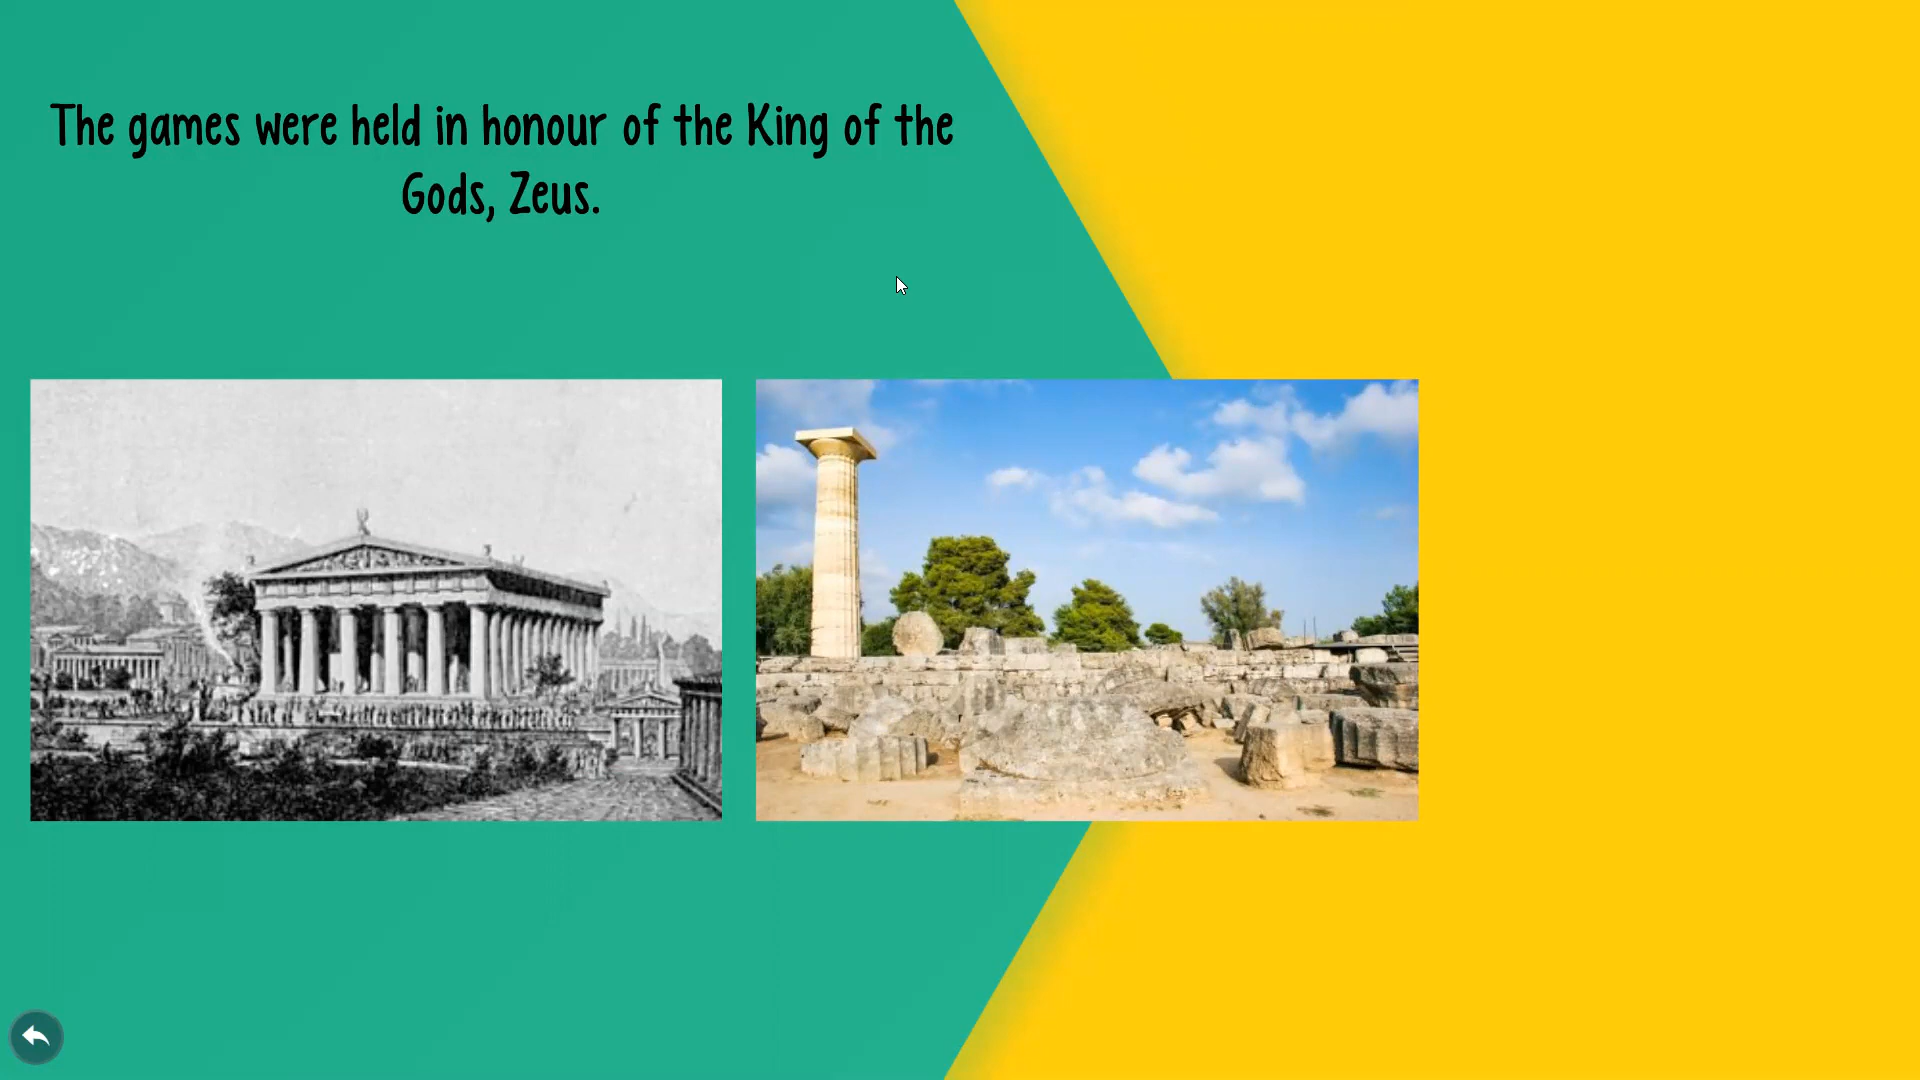 The games were held in honour of the King of the
Gods, Zeus.